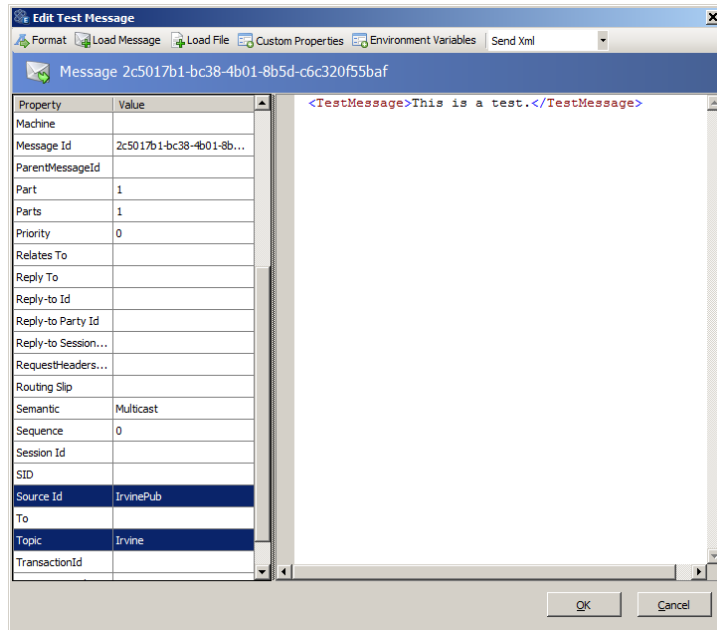 Edit Test Message
Format Load Message Load File Custom Properties Environment Variables Send Xml
Message 2c5017b1-bc38-4b01-8b5d-c6c320f55baf
Property Value
<TestMessage>This is a test.</TestMessage>
Machine
Message Id 2c5017b1-bc38-4b01-8b...
ParentMessageId
Part 1
Parts 1
Priority 0
Relates To
Reply To
Reply-to Id
Reply-to Party Id
Reply-to Session...
RequestHeaders...
Routing Slip
Semantic Multicast
Sequence 0
Session Id
SID
Source Id IrvinePub
To
Topic Irvine
TransactionId
OK Cancel